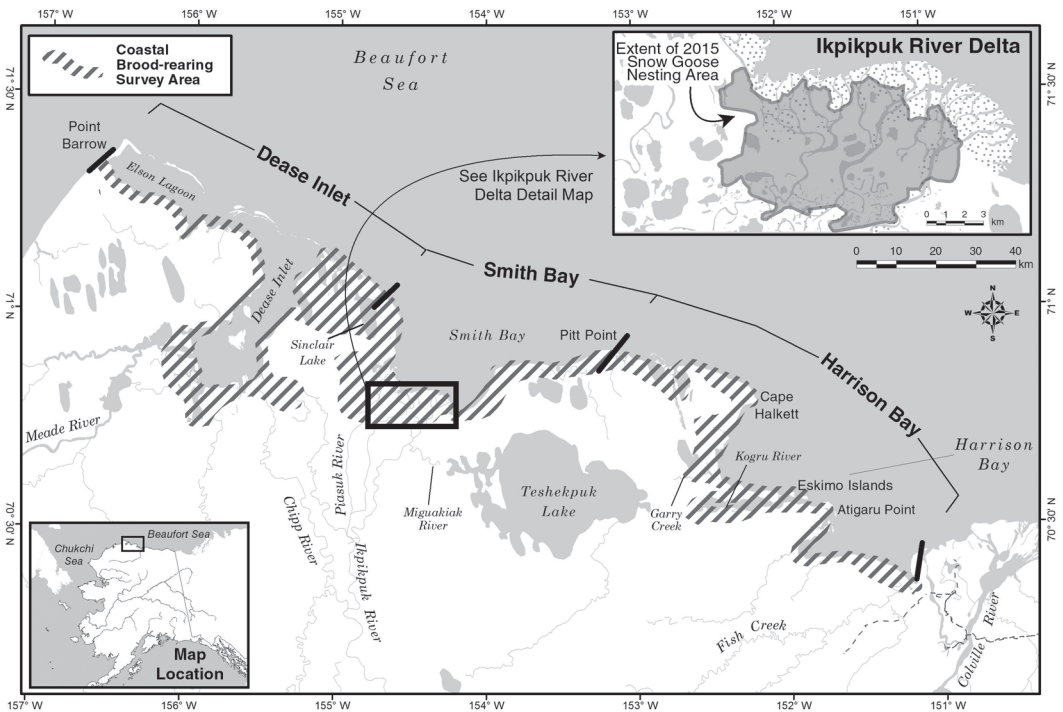 157° W
156° W
155° W
154° W
153° W
152° W
151° W
71° 30' N
71° N
70° 30' N
Coastal
Brood-rearing
Survey Area
Beaufort
Sea
Ikpikpuk River Delta
Extent of 2015
Snow Goose
Nesting Area
0 1 2 3
km
71° 30' N
Point
Barrow
Elson Lagoon
Dease Inlet
See Ikpikpuk River
Delta Detail Map
0 10 20 30 40
km
Smith Bay
N
W E
S
71° N
Dease Inlet
Sinclair
Lake
Smith Bay
Pitt Point
Harrison Bay
Cape
Halkett
Meade River
Harrison
Bay
Kogru River
Eskimo Islands
Atigaru Point
Teshekpuk
Lake
Garry
Creek
Miguakiak
River
Piasuk River
Chipp River
Ikpikpuk River
70° 30' N
Fish Creek
Colville River
Chukchi
Sea
Beaufort Sea
Map
Location
157° W
156° W
155° W
154° W
153° W
152° W
151° W